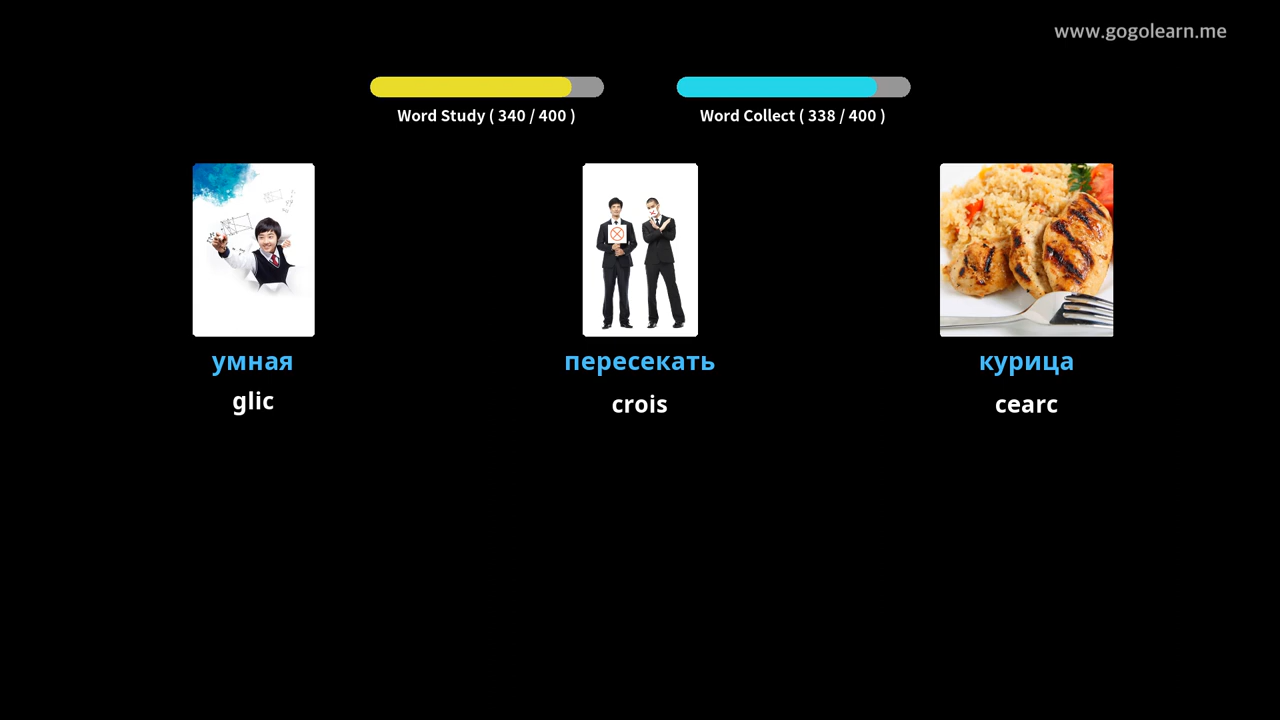 www.gogolearn.me
Word Study ( 340 / 400 )
Word Collect ( 338 / 400 )
умная
пересекать
курица
glic
crois
cearc